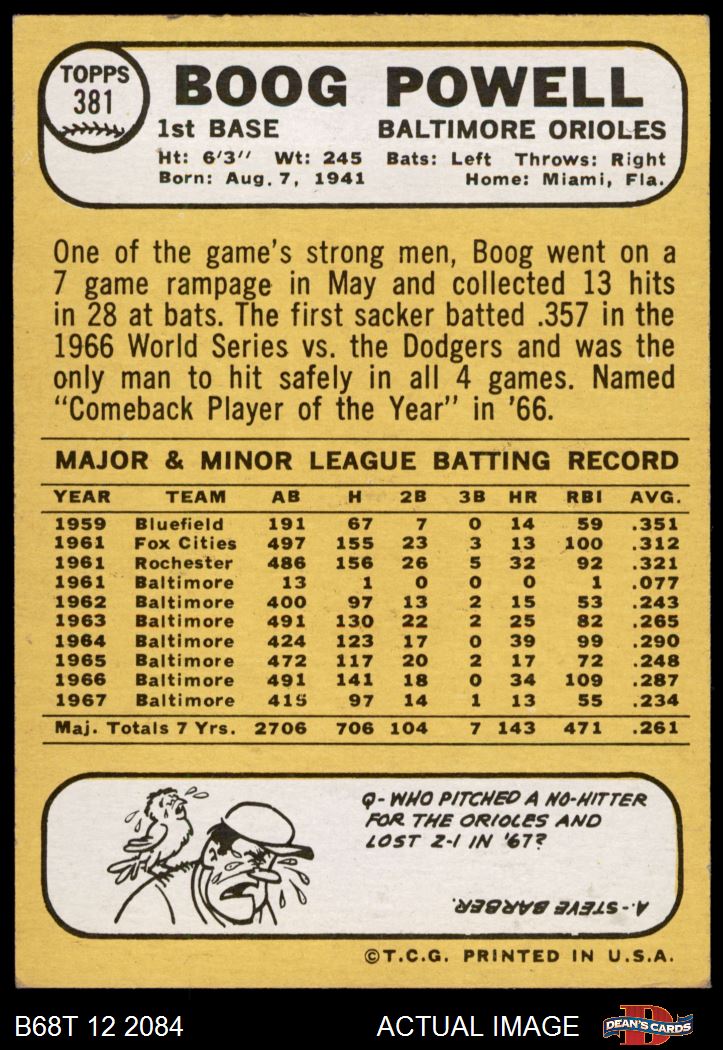 TOPPS
381
BOOG POWELL
1st BASE BALTIMORE ORIOLES
Ht: 6'3" Wt: 245 Bats: Left Throws: Right
Born: Aug. 7, 1941 Home: Miami, Fla.
One of the game's strong men, Boog went on a
7 game rampage in May and collected 13 hits
in 28 at bats. The first sacker batted .357 in the
1966 World Series vs. the Dodgers and was the
only man to hit safely in all 4 games. Named
"Comeback Player of the Year" in '66.
MAJOR & MINOR LEAGUE BATTING RECORD
YEAR TEAM AB H 2B 3B HR RBI AVG.
1959 Bluefield 191 67 7 0 14 59 .351
1961 Fox Cities 497 155 23 3 13 100 .312
1961 Rochester 486 156 26 5 32 92 .321
1961 Baltimore 13 1 0 0 0 1 .077
1962 Baltimore 400 97 13 2 15 53 .243
1963 Baltimore 491 130 22 2 25 82 .265
1964 Baltimore 424 123 17 0 39 99 .290
1965 Baltimore 472 117 20 2 17 72 .248
1966 Baltimore 491 141 18 0 34 109 .287
1967 Baltimore 415 97 14 1 13 55 .234
Maj. Totals 7 Yrs. 2706 706 104 7 143 471 .261
Q- WHO PITCHED A NO-HITTER
FOR THE ORIOLES AND
LOST 2-1 IN '67?
A.- STEVE BARBER.
©T.C.G. PRINTED IN U.S.A.
B68T 12 2084 ACTUAL IMAGE D
DEAN'S CARDS